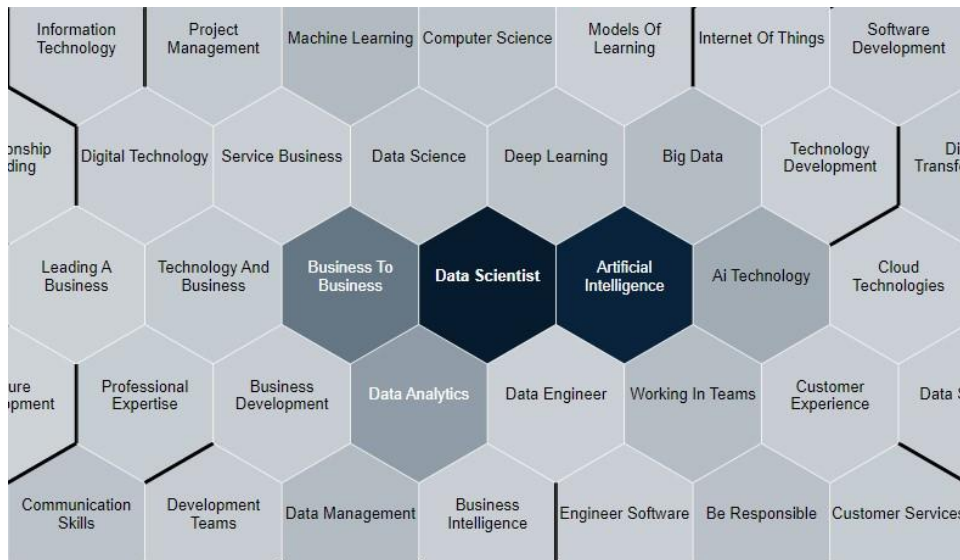 Information
Technology
Project
Management
Machine Learning
Computer Science
Models Of
Learning
Internet Of Things
Software
Development
Digital Technology
Service Business
Data Science
Deep Learning
Big Data
Technology
Development
Leading A
Business
Technology And
Business
Business To
Business
Data Scientist
Artificial
Intelligence
Ai Technology
Cloud
Technologies
Professional
Expertise
Business
Development
Data Analytics
Data Engineer
Working In Teams
Customer
Experience
Data
Communication
Skills
Development
Teams
Data Management
Business
Intelligence
Engineer Software
Be Responsible
Customer Services